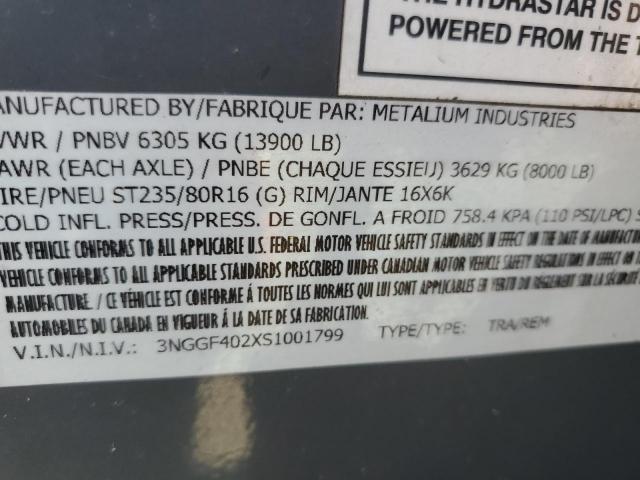 THE HYDRASTAR IS D
POWERED FROM THE T
ANUFACTURED BY/FABRIQUE PAR: METALIUM INDUSTRIES
VWR / PNBV 6305 KG (13900 LB)
AWR (EACH AXLE) / PNBE (CHAQUE ESSIEU) 3629 KG (8000 LB)
IRE/PNEU ST235/80R16 (G) RIM/JANTE 16X6K
COLD INFL. PRESS/PRESS. DE GONFL. A FROID 758.4 KPA (110 PSI/LPC) S
THIS VEHICLE CONFORMS TO ALL APPLICABLE U.S. FEDERAL MOTOR VEHICLE SAFETY STANDARDS IN EFFECT ON THE DATE OF MANUFACTUR
THIS VEHICLE CONFORMS TO ALL APPLICABLE STANDARDS PRESCRIBED UNDER CANADIAN MOTOR VEHICLE SAFETY REGULATIONS IN EFFECT ON THE DA
MANUFACTURE. / CE VÉHICULE EST CONFORME À TOUTES LES NORMES QUI LUI SONT APPLICABLES EN VERTU DU RÈGLEMENT SUR LA SÉCURITÉ
AUTOMOBILES DU CANADA EN VIGUEUR À LA DATE DE SA FABRICATION.
V.I.N./N.I.V.: 3NGGF402XS1001799 TYPE/TYPE: TRA/REM